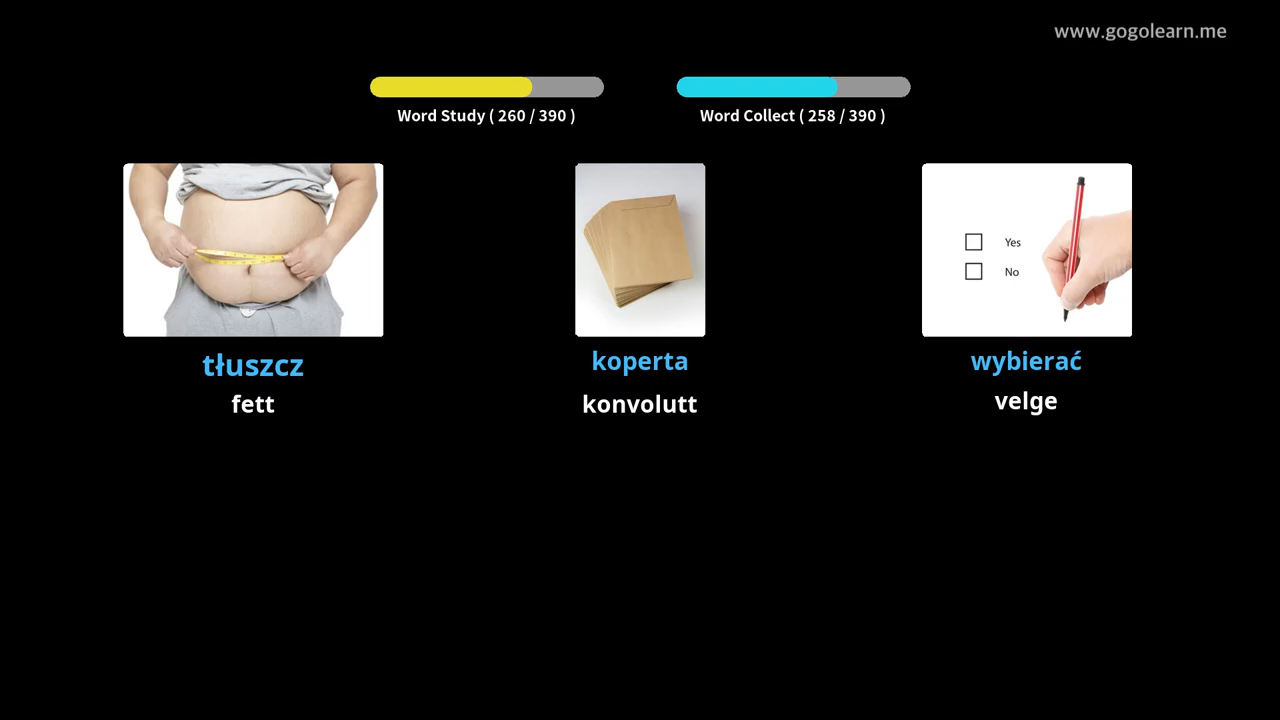 www.gogolearn.me
Word Study ( 260 / 390 )
Word Collect ( 258 / 390 )
Yes
No
tłuszcz
koperta
wybierać
fett
konvolutt
velge